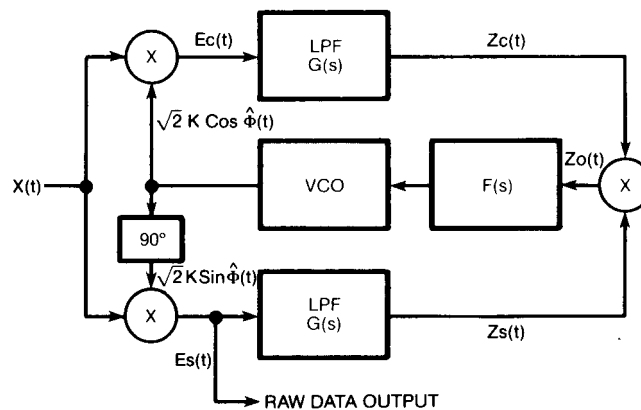 Ec(t)
LPF
G(s)
Zc(t)
X
√2 K Cos Φ̂(t)
X(t)
VCO
F(s)
Zo(t)
X
90°
√2 K Sin Φ̂(t)
X
LPF
G(s)
Es(t)
Zs(t)
RAW DATA OUTPUT